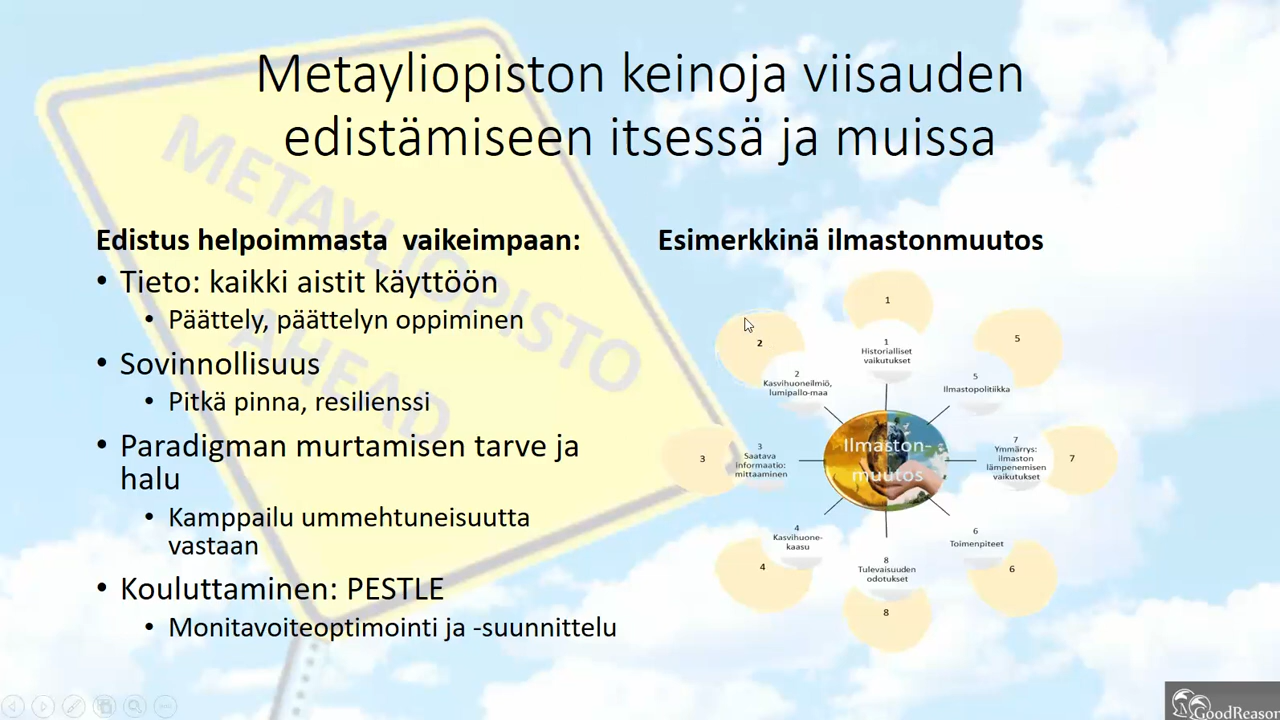 Metayliopiston keinoja viisauden
edistämiseen itsessä ja muissa
METAYLIOPISTO
AHEAD
Edistus helpoimmasta vaikeimpaan:
• Tieto: kaikki aistit käyttöön
• Päättely, päättelyn oppiminen
• Sovinnollisuus
• Pitkä pinna, resilienssi
• Paradigman murtamisen tarve ja
halu
• Kamppailu ummehtuneisuutta
vastaan
• Kouluttaminen: PESTLE
• Monitavoiteoptimointi ja -suunnittelu
Esimerkkinä ilmastonmuutos
1
1
Historialliset
vaikutukset
2
2
Kasvihuoneilmiö,
lumipallo-maa
5
5
Ilmastopolitiikka
3
3
Saatava
informaatio:
mittaaminen
Ilmaston-
muutos
7
Ymmärrys:
ilmaston
lämpenemisen
vaikutukset
7
4
Kasvihuone-
kaasu
4
8
Tulevaisuuden
odotukset
8
6
Toimenpiteet
6
GoodReason